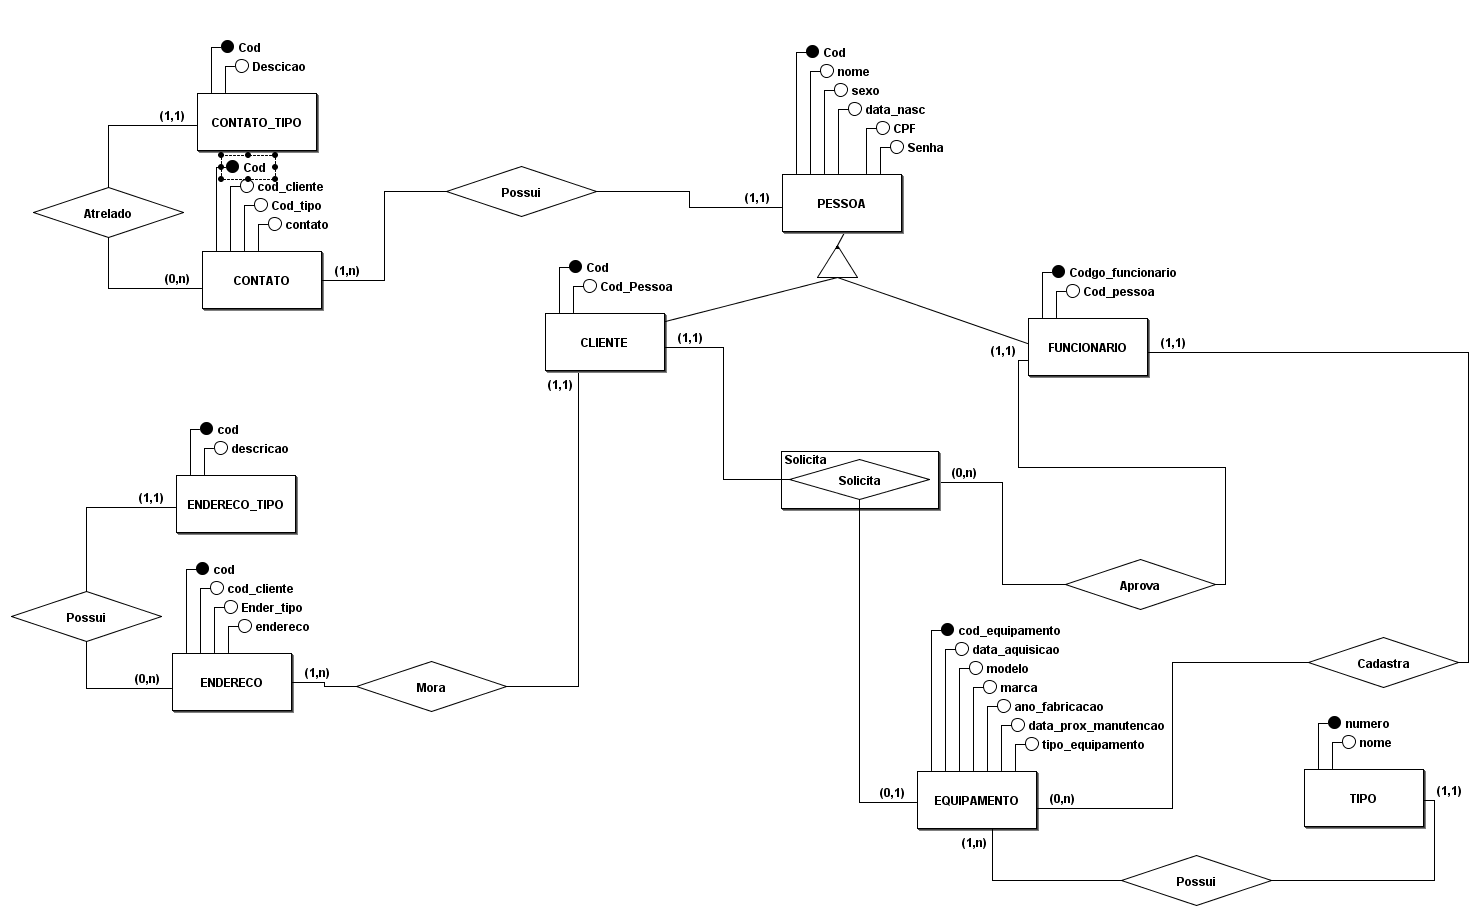 Cod
Descicao
CONTATO_TIPO
(1,1)
Atrelado
(0,n)
Cod
cod_cliente
Cod_tipo
contato
CONTATO
(1,n)
Possui
(1,1)
Cod
nome
sexo
data_nasc
CPF
Senha
PESSOA
Cod
Cod_Pessoa
CLIENTE
(1,1)
(1,1)
Codgo_funcionario
Cod_pessoa
FUNCIONARIO
(1,1)
(1,1)
cod
descricao
ENDERECO_TIPO
(1,1)
Possui
(0,n)
cod
cod_cliente
Ender_tipo
endereco
ENDERECO
(1,n)
Mora
Solicita
Solicita
(0,n)
Aprova
Cadastra
cod_equipamento
data_aquisicao
modelo
marca
ano_fabricacao
data_prox_manutencao
tipo_equipamento
EQUIPAMENTO
(0,1)
(0,n)
(1,n)
numero
nome
TIPO
(1,1)
Possui